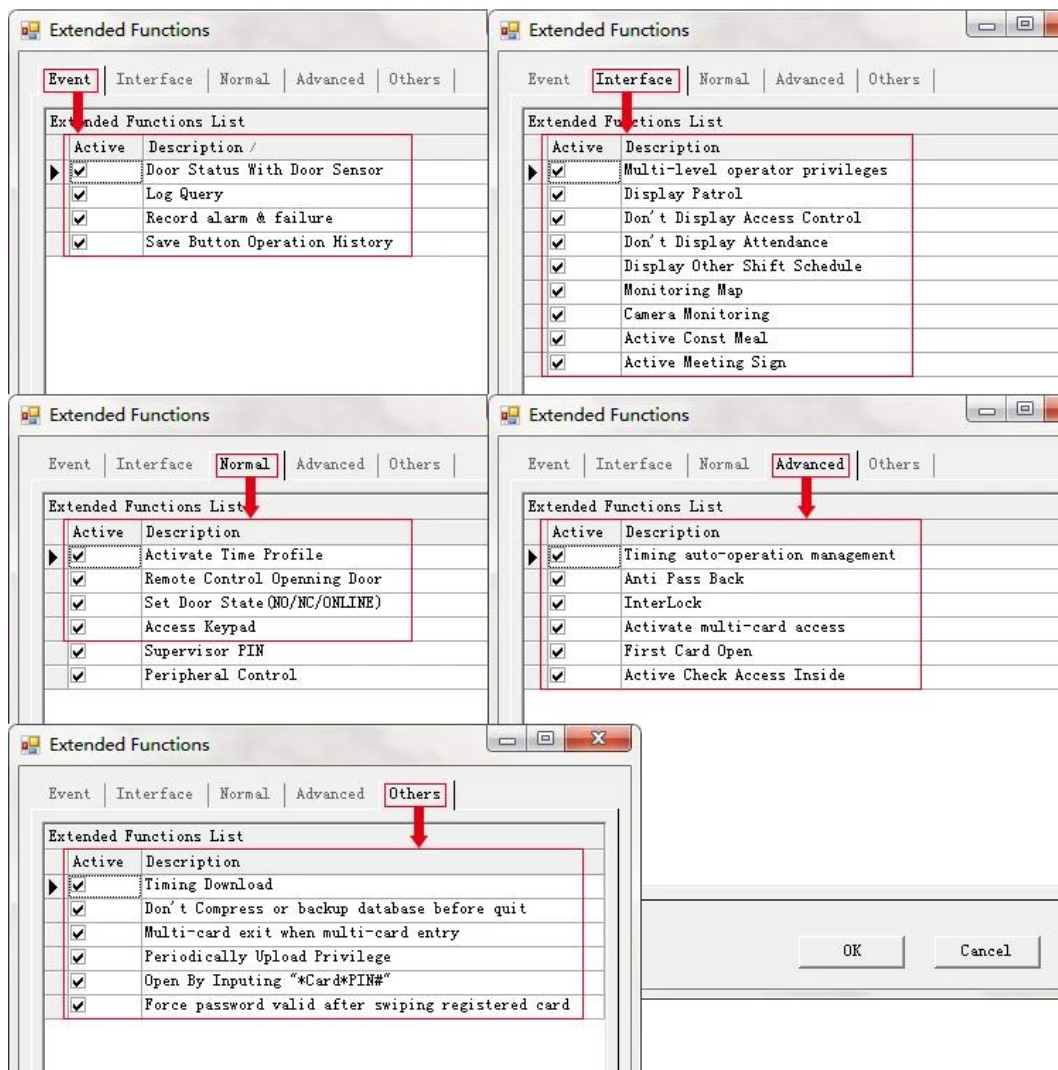 Extended Functions
Event Interface Normal Advanced Others
Extended Functions List
Active Description /
Door Status With Door Sensor
Log Query
Record alarm & failure
Save Button Operation History
Extended Functions
Event Interface Normal Advanced Others
Extended Functions List
Active Description
Multi-level operator privileges
Display Patrol
Don't Display Access Control
Don't Display Attendance
Display Other Shift Schedule
Monitoring Map
Camera Monitoring
Active Const Meal
Active Meeting Sign
Extended Functions
Event Interface Normal Advanced Others
Extended Functions List
Active Description
Activate Time Profile
Remote Control Openning Door
Set Door State(NO/NC/ONLINE)
Access Keypad
Supervisor PIN
Peripheral Control
Extended Functions
Event Interface Normal Advanced Others
Extended Functions List
Active Description
Timing auto-operation management
Anti Pass Back
InterLock
Activate multi-card access
First Card Open
Active Check Access Inside
Extended Functions
Event Interface Normal Advanced Others
Extended Functions List
Active Description
Timing Download
Don't Compress or backup database before quit
Multi-card exit when multi-card entry
Periodically Upload Privilege
Open By Inputing "*Card*PIN#"
Force password valid after swiping registered card
OK Cancel